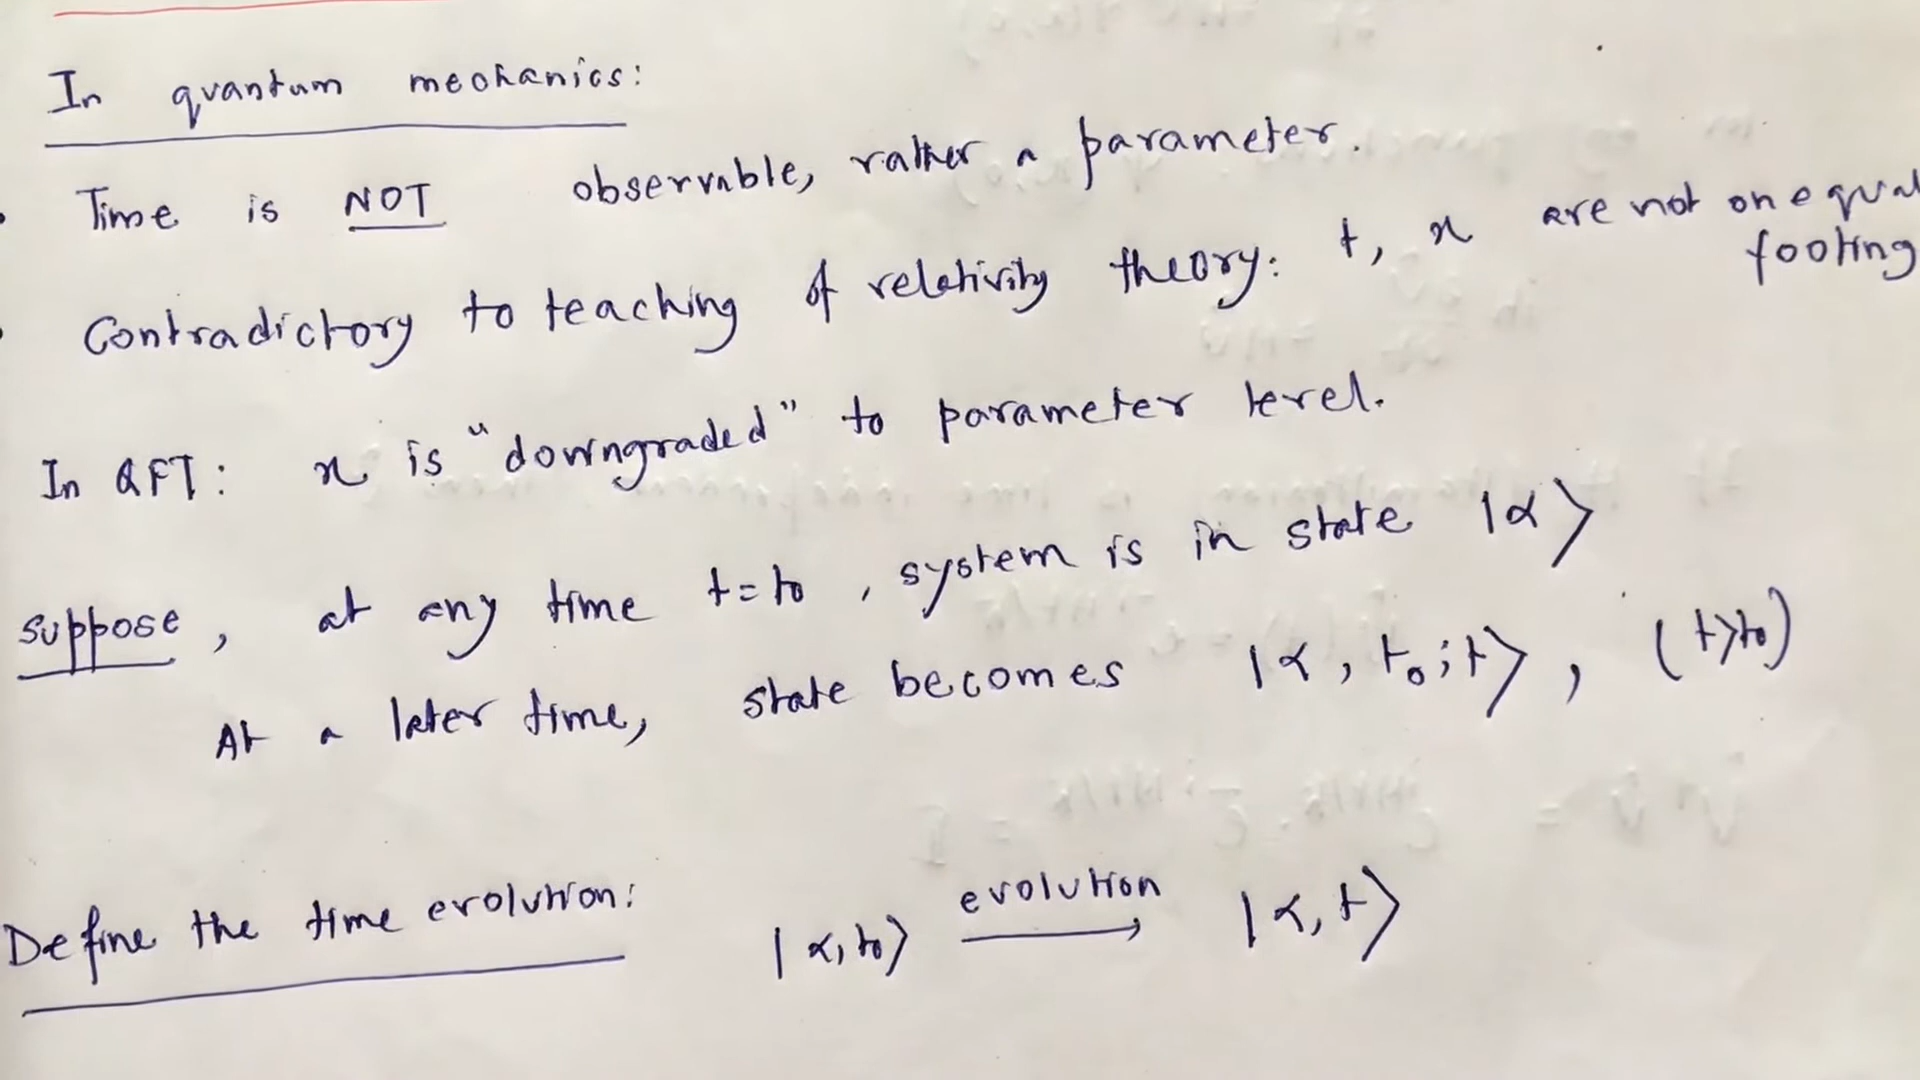 In quantum mechanics:
• Time is NOT observable, rather a parameter.
• Contradictory to teaching of relativity theory: t, x are not on equal footing
In QFT: x is "downgraded" to parameter level.
Suppose, at any time t=t₀, system is in state |α⟩
At a later time, state becomes |α, t₀;t⟩, (t>t₀)
Define the time evolution: |α,t₀⟩ evolution → |α,t⟩